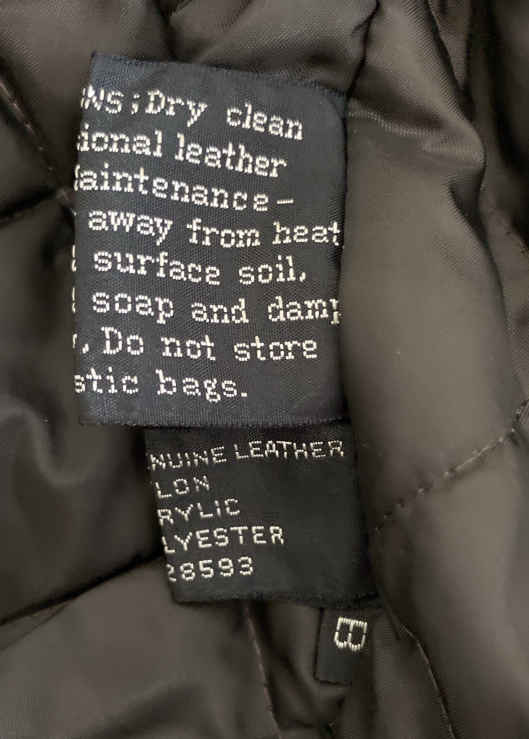 WS;Dry clean
ional leather
aintenance-
away from heat
surface soil,
soap and damp
, Do not store
stic bags.
NUINE LEATHER
LON
RYLIC
LYESTER
28593
B